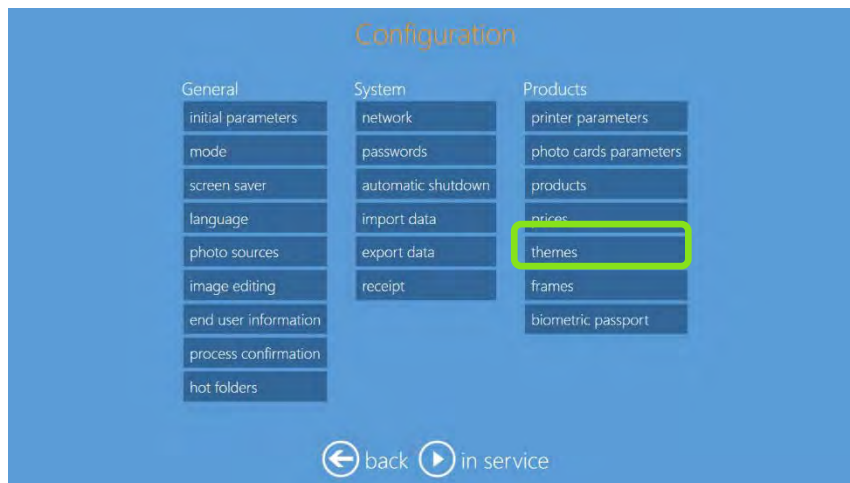 Configuration
General
initial parameters
mode
screen saver
language
photo sources
image editing
end user information
process confirmation
hot folders
System
network
passwords
automatic shutdown
import data
export data
receipt
Products
printer parameters
photo cards parameters
products
prices
themes
frames
biometric passport
back in service